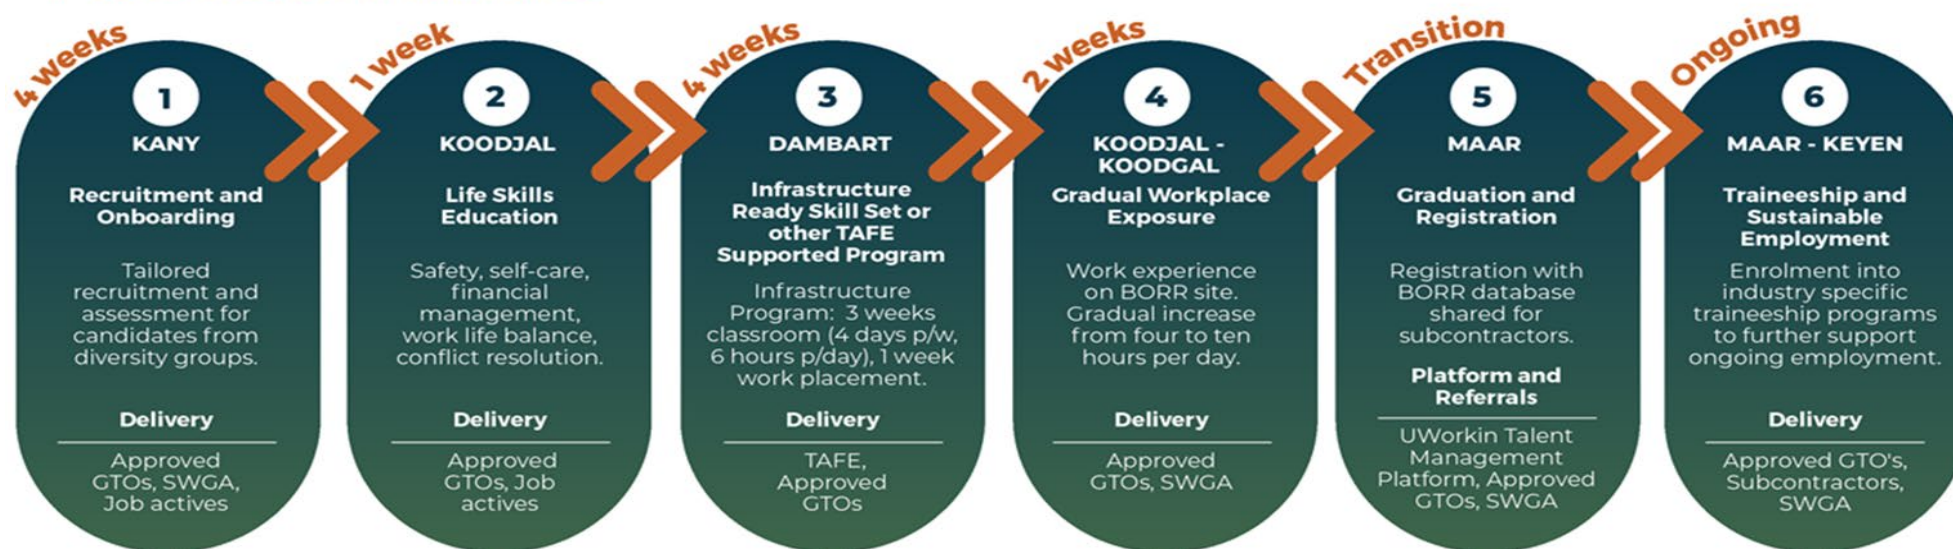 4 weeks
1
KANY
Recruitment and
Onboarding
Tailored
recruitment and
assessment for
candidates from
diversity groups.
Delivery
Approved
GTOs, SWGA,
Job actives
1 week
2
KOODJAL
Life Skills
Education
Safety, self-care,
financial
management,
work life balance,
conflict resolution.
Delivery
Approved
GTOs, Job
actives
4 weeks
3
DAMBART
Infrastructure
Ready Skill Set or
other TAFE
Supported Program
Infrastructure
Program: 3 weeks
classroom (4 days p/w,
6 hours p/day), 1 week
work placement.
Delivery
TAFE,
Approved
GTOs
2 weeks
4
KOODJAL -
KOODGAL
Gradual Workplace
Exposure
Work experience
on BORR site.
Gradual increase
from four to ten
hours per day.
Delivery
Approved
GTOs, SWGA
Transition
5
MAAR
Graduation and
Registration
Registration with
BORR database
shared for
subcontractors.
Platform and
Referrals
UWorkin Talent
Management
Platform, Approved
GTOs, SWGA
Ongoing
6
MAAR - KEYEN
Traineeship and
Sustainable
Employment
Enrolment into
industry specific
traineeship programs
to further support
ongoing employment.
Delivery
Approved GTO's,
Subcontractors,
SWGA